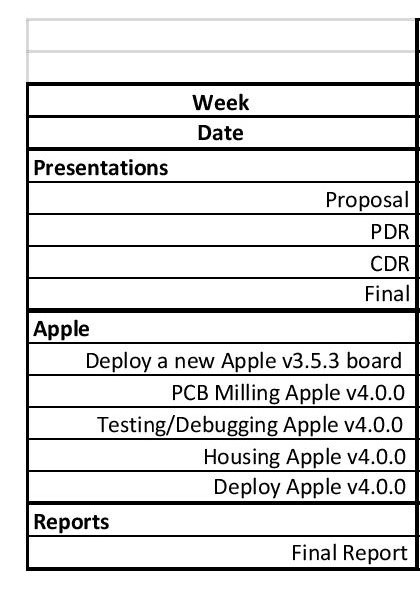 Week
Date
Presentations
Proposal
PDR
CDR
Final
Apple
Deploy a new Apple v3.5.3 board
PCB Milling Apple v4.0.0
Testing/Debugging Apple v4.0.0
Housing Apple v4.0.0
Deploy Apple v4.0.0
Reports
Final Report